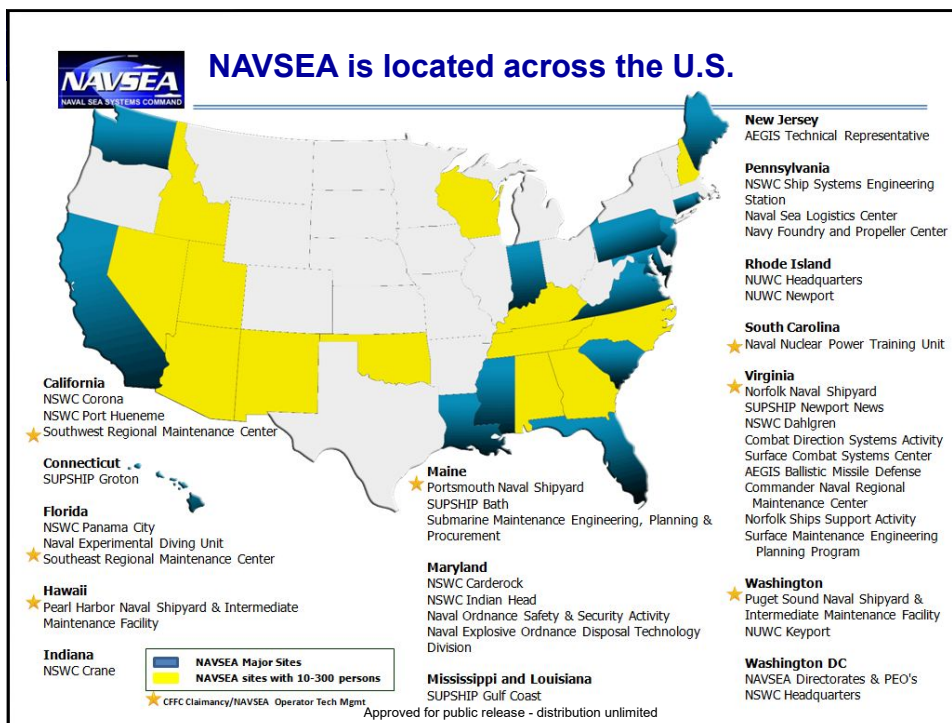 NAVSEA is located across the U.S.
NAVSEA
NAVAL SEA SYSTEMS COMMAND
California
NSWC Corona
NSWC Port Hueneme
Southwest Regional Maintenance Center
Connecticut
SUPSHIP Groton
Florida
NSWC Panama City
Naval Experimental Diving Unit
Southeast Regional Maintenance Center
Hawaii
Pearl Harbor Naval Shipyard & Intermediate
Maintenance Facility
Indiana
NSWC Crane
NAVSEA Major Sites
NAVSEA sites with 10-300 persons
CFFC Claimancy/NAVSEA Operator Tech Mgmt
Maine
Portsmouth Naval Shipyard
SUPSHIP Bath
Submarine Maintenance Engineering, Planning &
Procurement
Maryland
NSWC Carderock
NSWC Indian Head
Naval Ordnance Safety & Security Activity
Naval Explosive Ordnance Disposal Technology
Division
Mississippi and Louisiana
SUPSHIP Gulf Coast
New Jersey
AEGIS Technical Representative
Pennsylvania
NSWC Ship Systems Engineering
Station
Naval Sea Logistics Center
Navy Foundry and Propeller Center
Rhode Island
NUWC Headquarters
NUWC Newport
South Carolina
Naval Nuclear Power Training Unit
Virginia
Norfolk Naval Shipyard
SUPSHIP Newport News
NSWC Dahlgren
Combat Direction Systems Activity
Surface Combat Systems Center
AEGIS Ballistic Missile Defense
Commander Naval Regional
Maintenance Center
Norfolk Ships Support Activity
Surface Maintenance Engineering
Planning Program
Washington
Puget Sound Naval Shipyard &
Intermediate Maintenance Facility
NUWC Keyport
Washington DC
NAVSEA Directorates & PEO's
NSWC Headquarters
Approved for public release - distribution unlimited